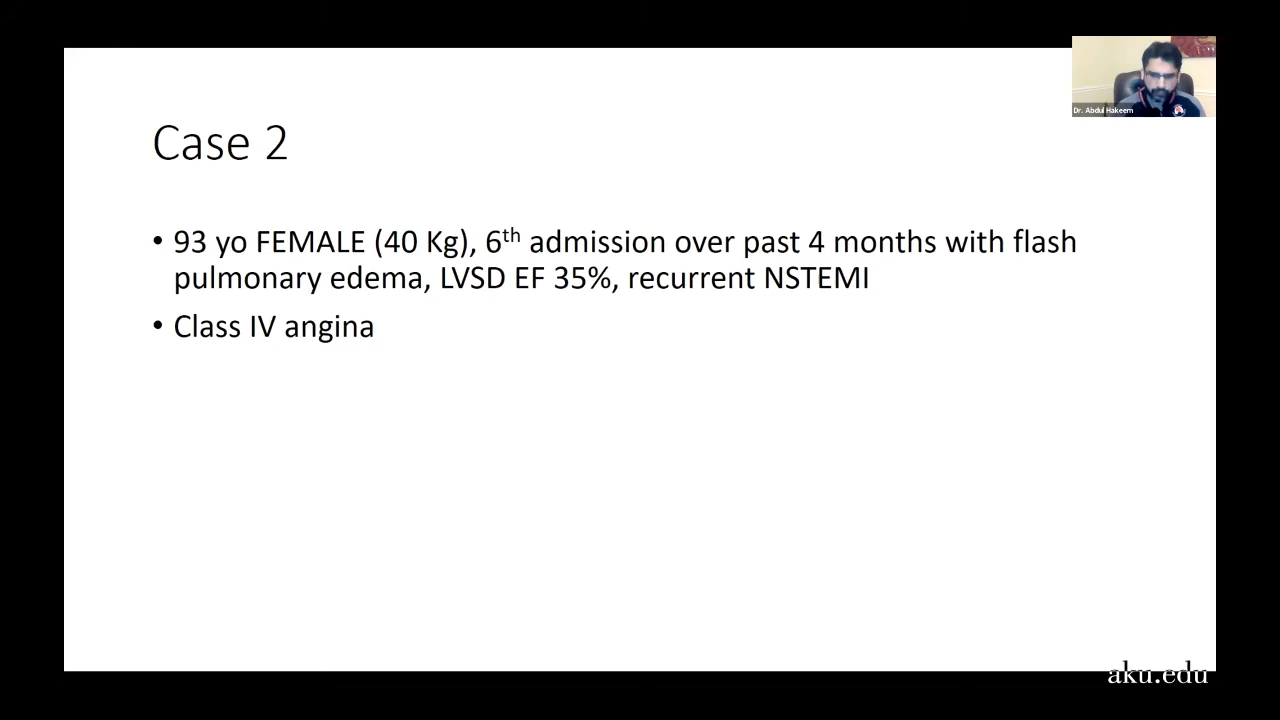 Dr. Abdul Hakeem
Case 2
• 93 yo FEMALE (40 Kg), 6th admission over past 4 months with flash
pulmonary edema, LVSD EF 35%, recurrent NSTEMI
• Class IV angina
aku.edu